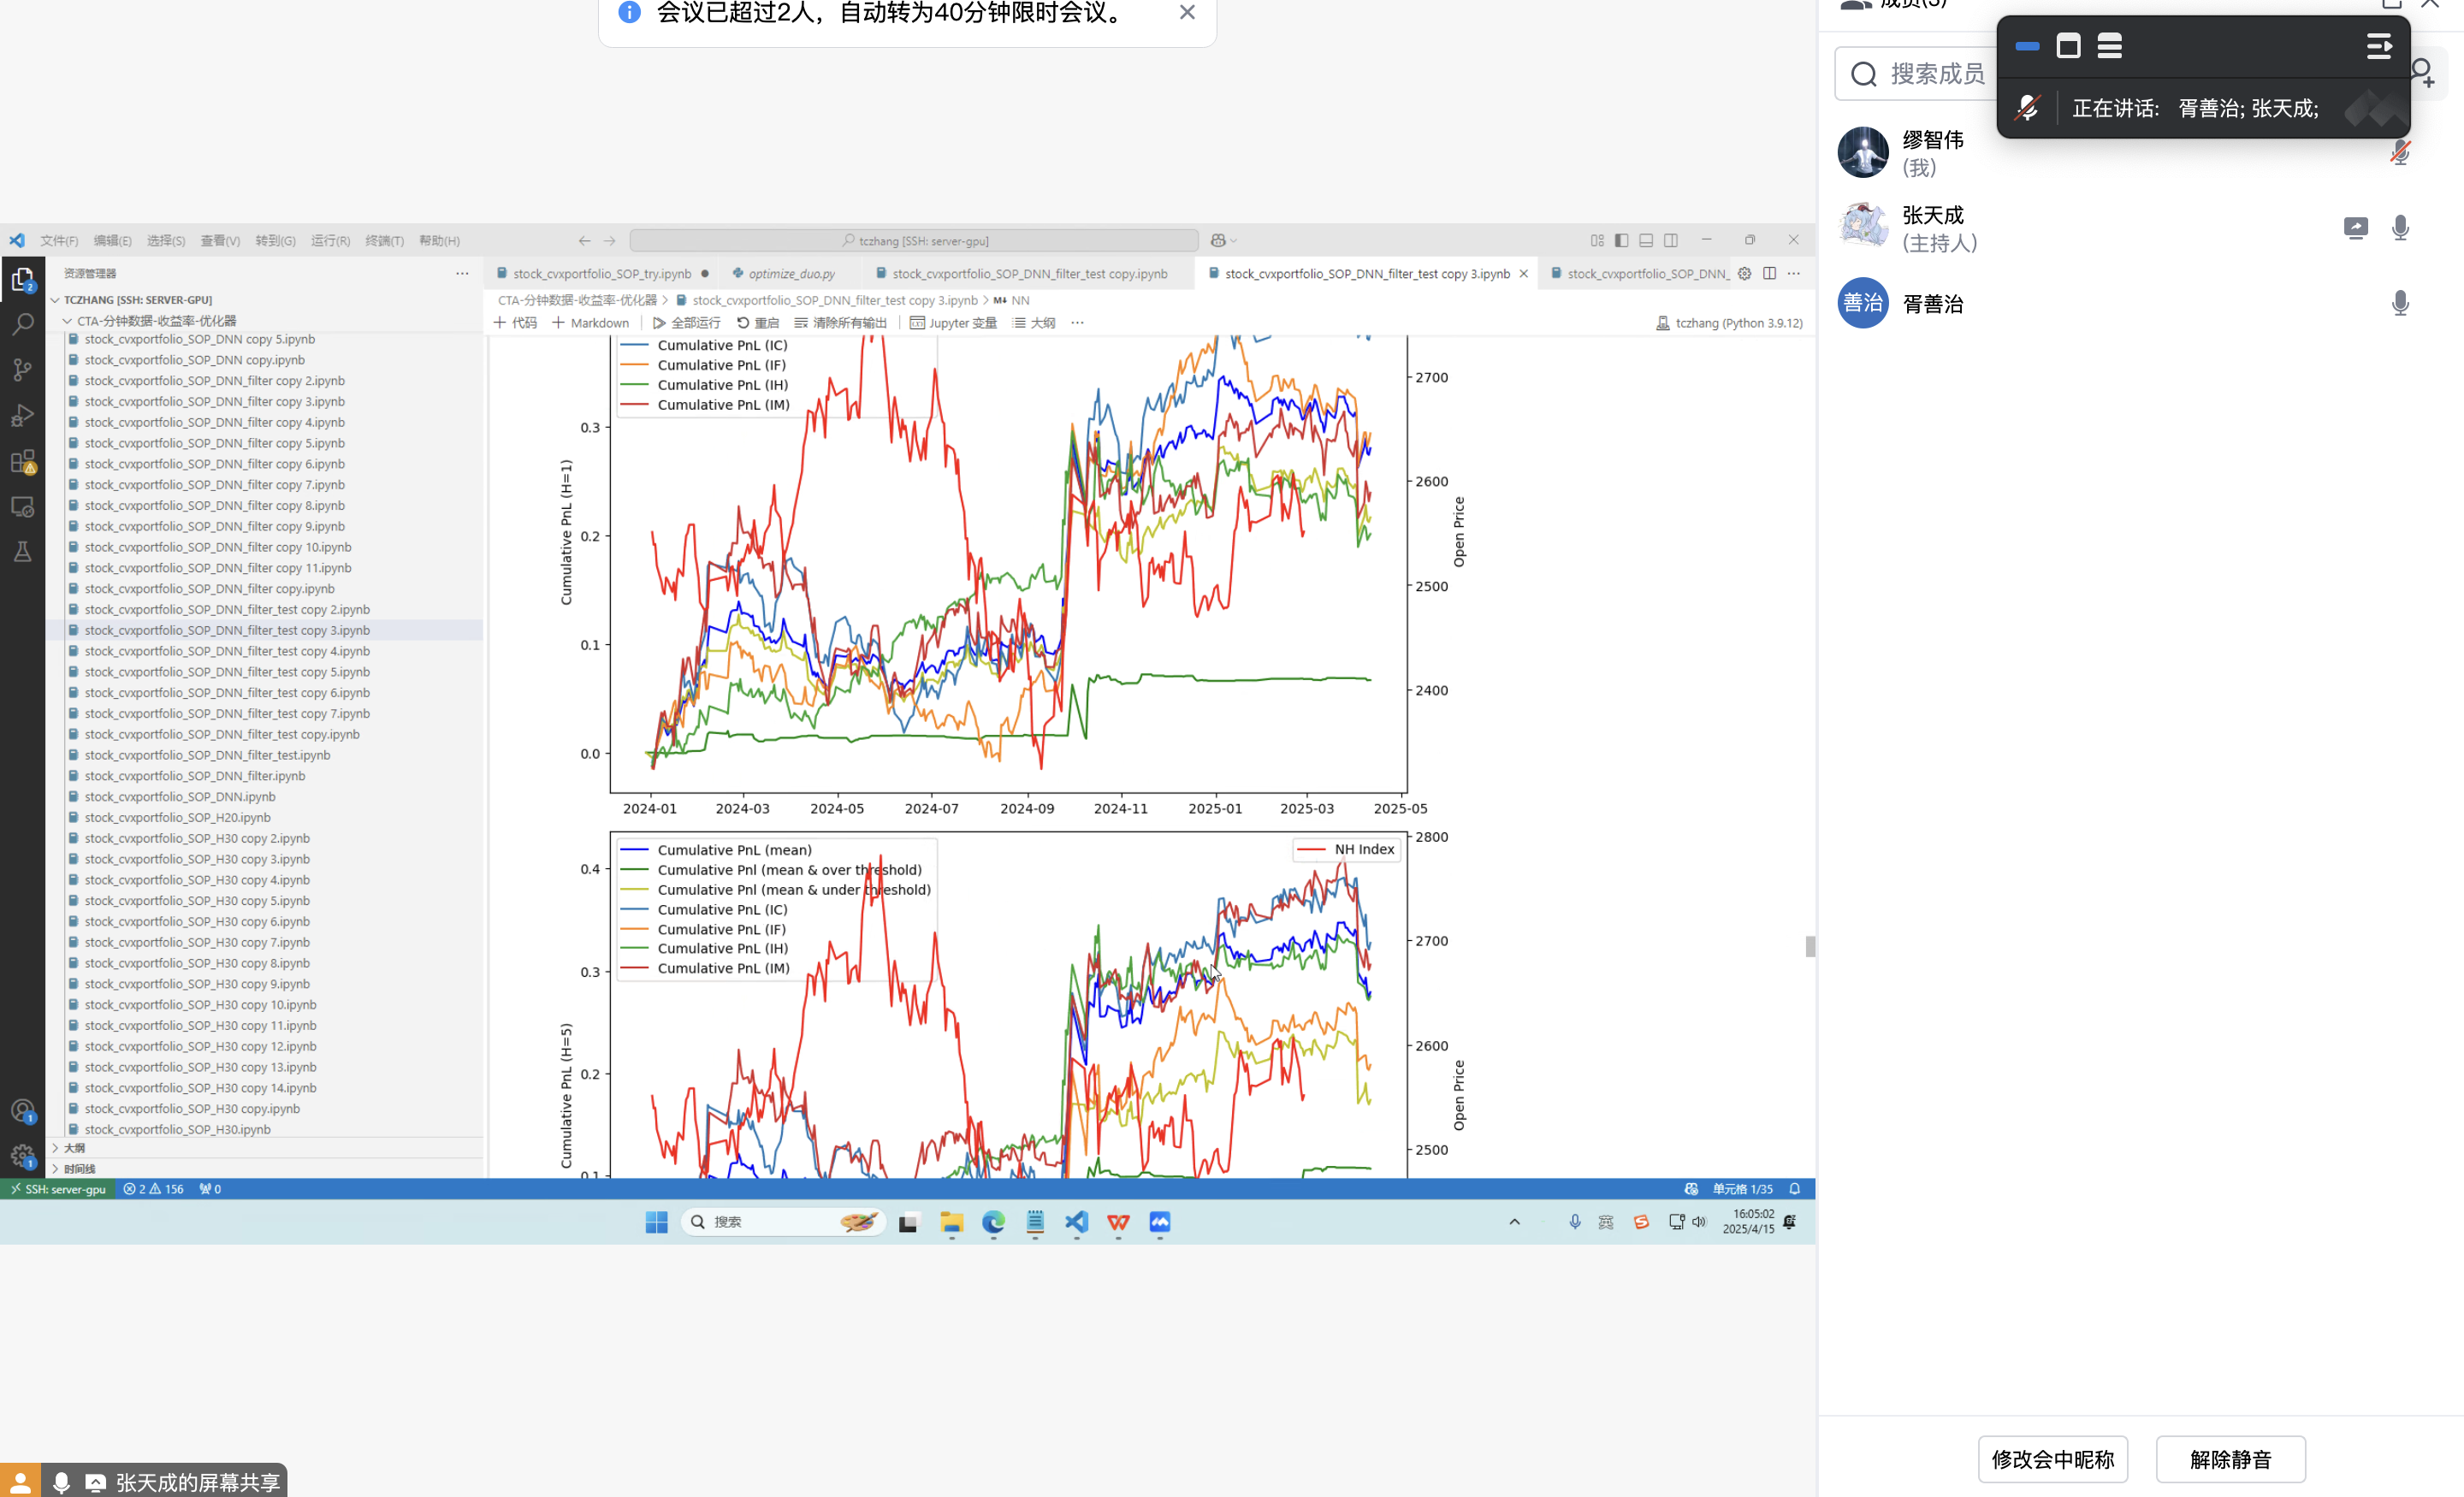 会议已超过2人，自动转为40分钟限时会议。
成员(3)
搜索成员
正在讲话: 胥善治; 张天成;
缪智伟
(我)
张天成
(主持人)
善治 胥善治
文件(F) 编辑(E) 选择(S) 查看(V) 转到(G) 运行(R) 终端(T) 帮助(H)
tczhang [SSH: server-gpu]
资源管理器
stock_cvxportfolio_SOP_try.ipynb
optimize_duo.py
stock_cvxportfolio_SOP_DNN_filter_test copy.ipynb
stock_cvxportfolio_SOP_DNN_filter_test copy 3.ipynb
stock_cvxportfolio_SOP_DNN_
TCZHANG [SSH: SERVER-GPU]
CTA-分钟数据-收益率-优化器
CTA-分钟数据-收益率-优化器 > stock_cvxportfolio_SOP_DNN_filter_test copy 3.ipynb > M↓ NN
+ 代码 + Markdown 全部运行 重启 清除所有输出 Jupyter 变量 大纲 ···
tczhang (Python 3.9.12)
stock_cvxportfolio_SOP_DNN copy 5.ipynb
stock_cvxportfolio_SOP_DNN copy.ipynb
stock_cvxportfolio_SOP_DNN_filter copy 2.ipynb
stock_cvxportfolio_SOP_DNN_filter copy 3.ipynb
stock_cvxportfolio_SOP_DNN_filter copy 4.ipynb
stock_cvxportfolio_SOP_DNN_filter copy 5.ipynb
stock_cvxportfolio_SOP_DNN_filter copy 6.ipynb
stock_cvxportfolio_SOP_DNN_filter copy 7.ipynb
stock_cvxportfolio_SOP_DNN_filter copy 8.ipynb
stock_cvxportfolio_SOP_DNN_filter copy 9.ipynb
stock_cvxportfolio_SOP_DNN_filter copy 10.ipynb
stock_cvxportfolio_SOP_DNN_filter copy 11.ipynb
stock_cvxportfolio_SOP_DNN_filter copy.ipynb
stock_cvxportfolio_SOP_DNN_filter_test copy 2.ipynb
stock_cvxportfolio_SOP_DNN_filter_test copy 3.ipynb
stock_cvxportfolio_SOP_DNN_filter_test copy 4.ipynb
stock_cvxportfolio_SOP_DNN_filter_test copy 5.ipynb
stock_cvxportfolio_SOP_DNN_filter_test copy 6.ipynb
stock_cvxportfolio_SOP_DNN_filter_test copy 7.ipynb
stock_cvxportfolio_SOP_DNN_filter_test copy.ipynb
stock_cvxportfolio_SOP_DNN_filter_test.ipynb
stock_cvxportfolio_SOP_DNN_filter.ipynb
stock_cvxportfolio_SOP_DNN.ipynb
stock_cvxportfolio_SOP_H20.ipynb
stock_cvxportfolio_SOP_H30 copy 2.ipynb
stock_cvxportfolio_SOP_H30 copy 3.ipynb
stock_cvxportfolio_SOP_H30 copy 4.ipynb
stock_cvxportfolio_SOP_H30 copy 5.ipynb
stock_cvxportfolio_SOP_H30 copy 6.ipynb
stock_cvxportfolio_SOP_H30 copy 7.ipynb
stock_cvxportfolio_SOP_H30 copy 8.ipynb
stock_cvxportfolio_SOP_H30 copy 9.ipynb
stock_cvxportfolio_SOP_H30 copy 10.ipynb
stock_cvxportfolio_SOP_H30 copy 11.ipynb
stock_cvxportfolio_SOP_H30 copy 12.ipynb
stock_cvxportfolio_SOP_H30 copy 13.ipynb
stock_cvxportfolio_SOP_H30 copy 14.ipynb
stock_cvxportfolio_SOP_H30 copy.ipynb
stock_cvxportfolio_SOP_H30.ipynb
大纲
时间线
Cumulative PnL (IC)
Cumulative PnL (IF)
Cumulative PnL (IH)
Cumulative PnL (IM)
Cumulative PnL (H=1)
0.3
0.2
0.1
0.0
2700
2600
2500
2400
Open Price
2024-01 2024-03 2024-05 2024-07 2024-09 2024-11 2025-01 2025-03 2025-05
Cumulative PnL (mean)
Cumulative Pnl (mean & over threshold)
Cumulative Pnl (mean & under threshold)
Cumulative PnL (IC)
Cumulative PnL (IF)
Cumulative PnL (IH)
Cumulative PnL (IM)
NH Index
Cumulative PnL (H=5)
0.4
0.3
0.2
0.1
2800
2700
2600
2500
Open Price
SSH: server-gpu 2 156 0
单元格 1/35
搜索
16:05:02
2025/4/15
张天成的屏幕共享
修改会中昵称
解除静音